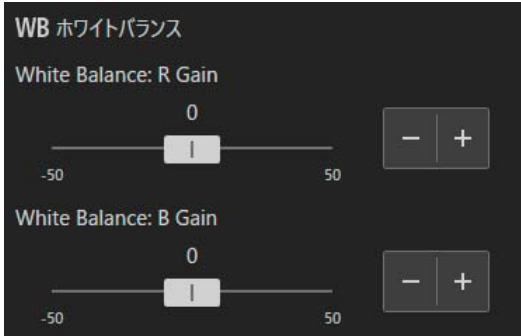 WB ホワイトバランス
White Balance: R Gain
0
− +
-50 50
White Balance: B Gain
0
− +
-50 50